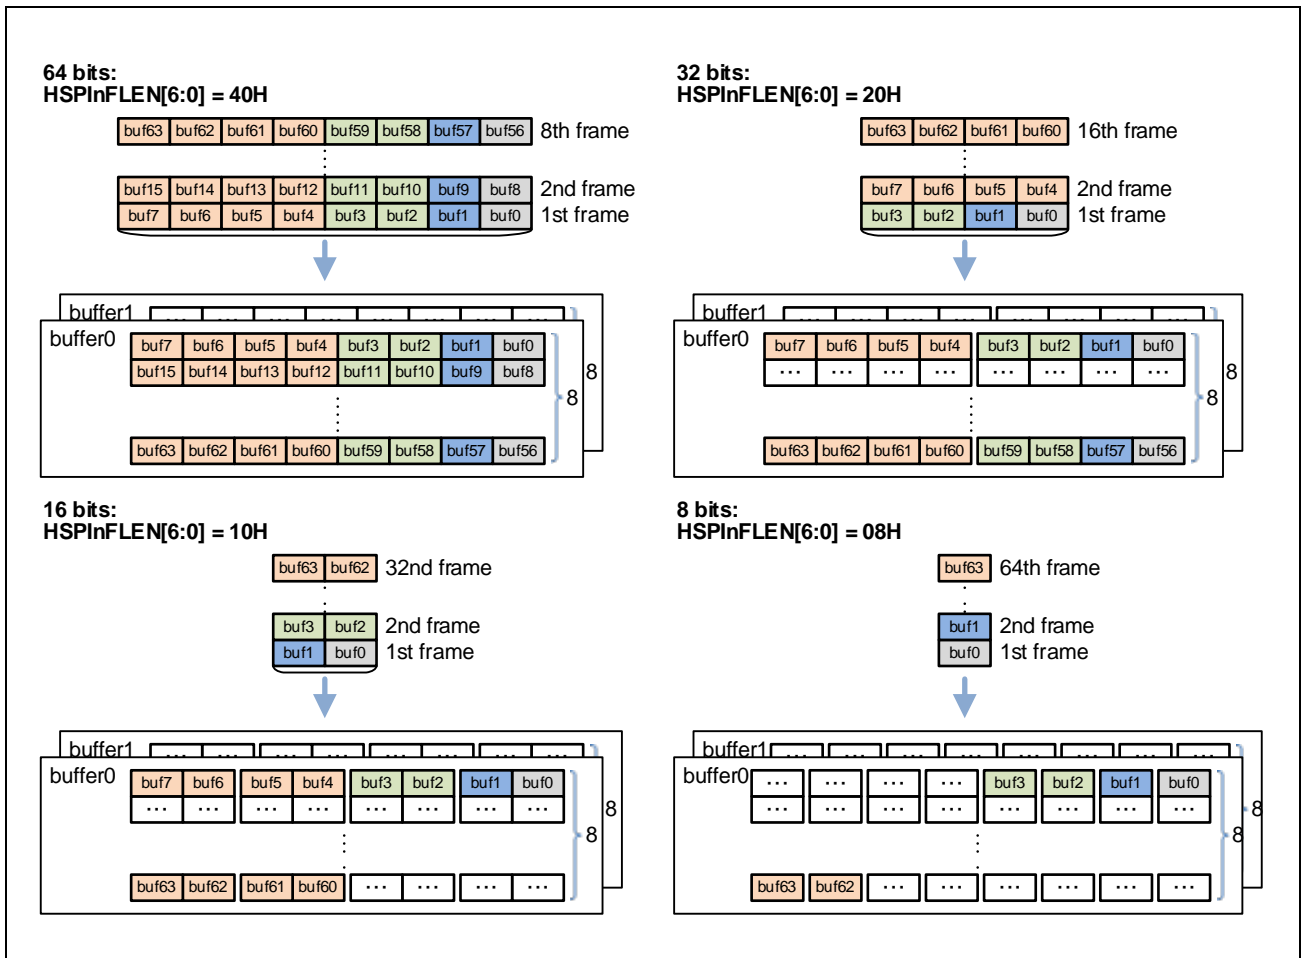 64 bits:
HSPInFLEN[6:0] = 40H
buf63 buf62 buf61 buf60 buf59 buf58 buf57 buf56 8th frame
buf15 buf14 buf13 buf12 buf11 buf10 buf9 buf8 2nd frame
buf7 buf6 buf5 buf4 buf3 buf2 buf1 buf0 1st frame
buffer1 ... ... ... ... ... ... ... ...
buffer0
buf7 buf6 buf5 buf4 buf3 buf2 buf1 buf0
buf15 buf14 buf13 buf12 buf11 buf10 buf9 buf8
8
8
buf63 buf62 buf61 buf60 buf59 buf58 buf57 buf56
32 bits:
HSPInFLEN[6:0] = 20H
buf63 buf62 buf61 buf60 16th frame
buf7 buf6 buf5 buf4 2nd frame
buf3 buf2 buf1 buf0 1st frame
buffer1 ... ... ... ... ... ... ... ...
buffer0
buf7 buf6 buf5 buf4 buf3 buf2 buf1 buf0
... ... ... ... ... ... ... ...
8
8
buf63 buf62 buf61 buf60 buf59 buf58 buf57 buf56
16 bits:
HSPInFLEN[6:0] = 10H
buf63 buf62 32nd frame
buf3 buf2 2nd frame
buf1 buf0 1st frame
buffer1 ... ... ... ... ... ... ... ...
buffer0
buf7 buf6 buf5 buf4 buf3 buf2 buf1 buf0
... ... ... ... ... ... ... ...
8
8
buf63 buf62 buf61 buf60 ... ... ... ...
8 bits:
HSPInFLEN[6:0] = 08H
buf63 64th frame
buf1 2nd frame
buf0 1st frame
buffer1 ... ... ... ... ... ... ... ...
buffer0
... ... ... ... buf3 buf2 buf1 buf0
... ... ... ... ... ... ... ...
8
8
buf63 buf62 ... ... ... ... ... ...